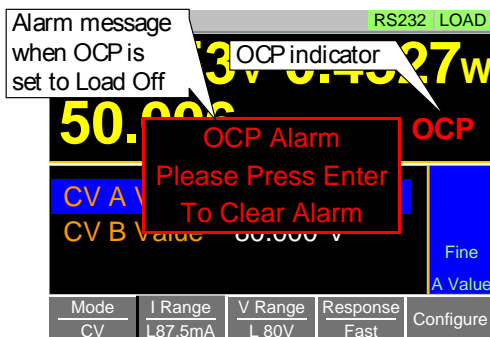 Alarm message
when OCP is
set to Load Off
RS232 LOAD
OCP indicator
27W
50.
OCP
OCP Alarm
Please Press Enter
To Clear Alarm
CV A
CV B Value 80.000 V
Fine
A Value
Mode
CV
I Range
L87.5mA
V Range
L 80V
Response
Fast
Configure